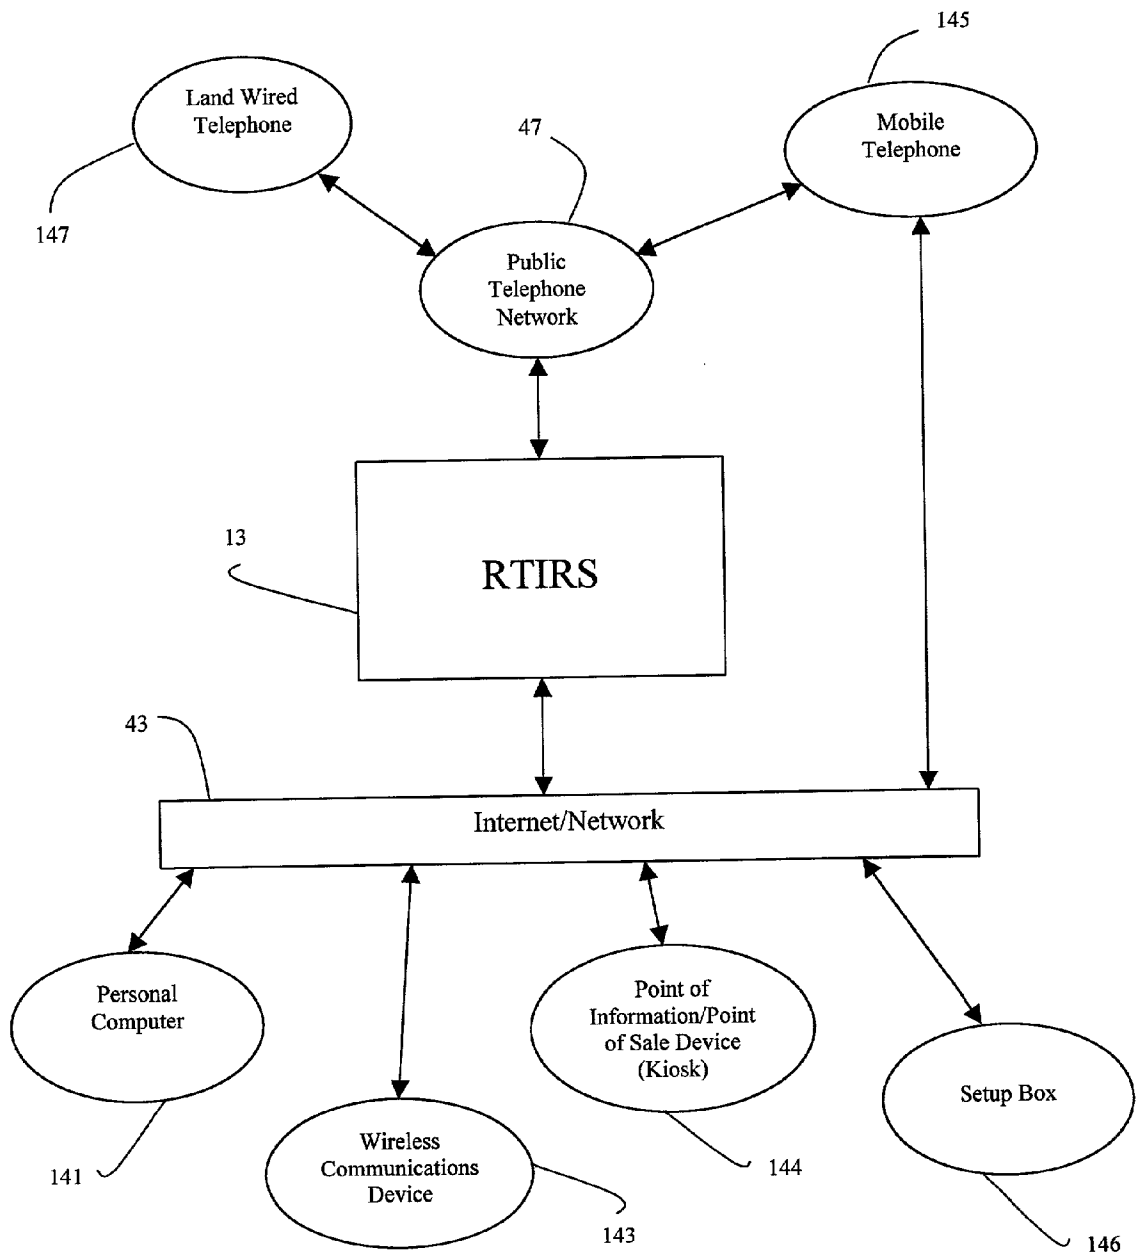 145
Land Wired
Telephone
47
Mobile
Telephone
147
Public
Telephone
Network
13
RTIRS
43
Internet/Network
Personal
Computer
Point of
Information/Point
of Sale Device
(Kiosk)
Setup Box
Wireless
Communications
Device
141
144
143
146